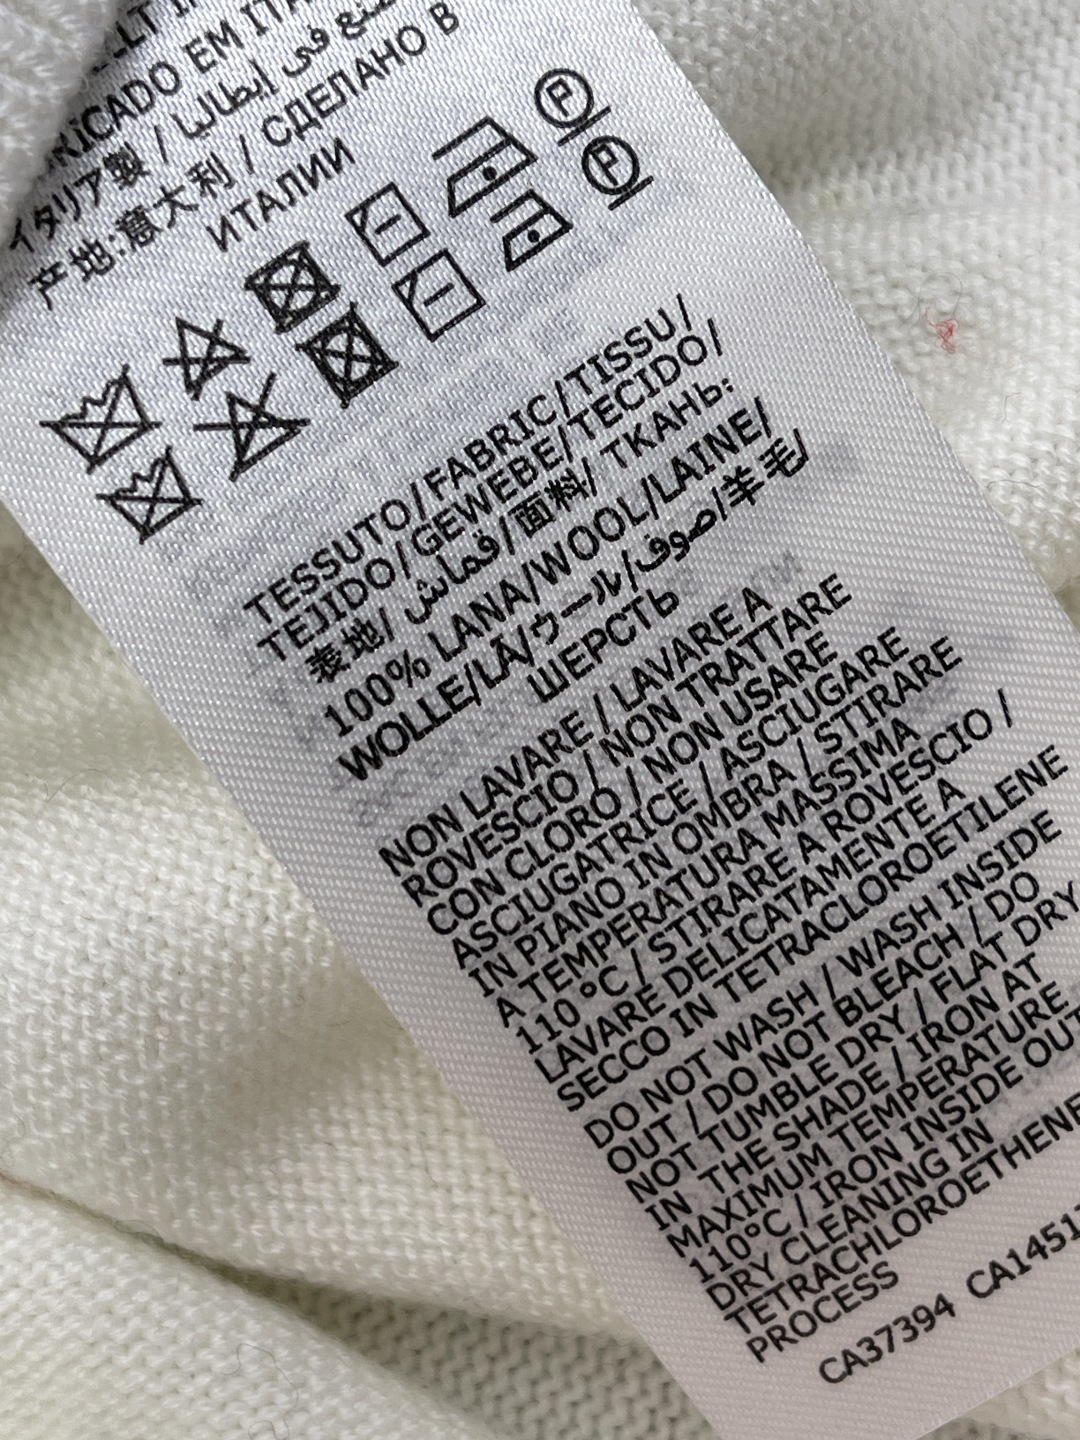 FABRICADO EM
イタリア製 / صنع في إيطاليا
产地:意大利 / СДЕЛАНО В
ИТАЛИИ
P
P
TESSUTO/FABRIC/TISSU/
TEJIDO/GEWEBE/TECIDO/
表地/قماش/面料/ ТКАНЬ:
100% LANA/WOOL/LAINE/
WOLLE/LÃ/ウール/صوف/羊毛/
ШЕРСТЬ
NON LAVARE / LAVARE A
ROVESCIO / NON TRATTARE
CON CLORO / NON USARE
ASCIUGATRICE / ASCIUGARE
IN PIANO IN OMBRA / STIRARE
A TEMPERATURA MASSIMA
110 °C / STIRARE A ROVESCIO /
LAVARE DELICATAMENTE A
SECCO IN TETRACLOROETILENE
DO NOT WASH / WASH INSIDE
OUT / DO NOT BLEACH / DO
NOT TUMBLE DRY / FLAT DRY
IN THE SHADE / IRON AT
MAXIMUM TEMPERATURE
110°C / IRON INSIDE OUT
DRY CLEANING IN
TETRACHLOROETHENE
PROCESS
CA37394 CA1451